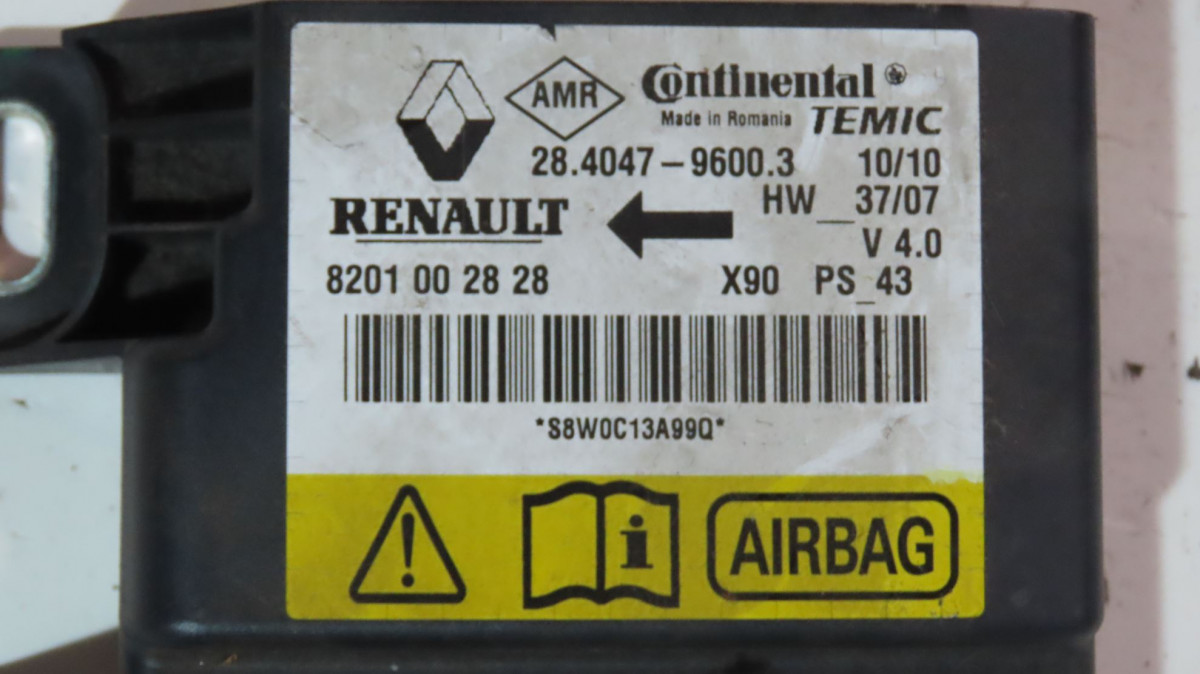 AMR
Continental
Made in Romania TEMIC
28.4047-9600.3 10/10
HW_37/07
RENAULT
V 4.0
8201 00 28 28 X90 PS_43
*S8W0C13A99Q*
i AIRBAG